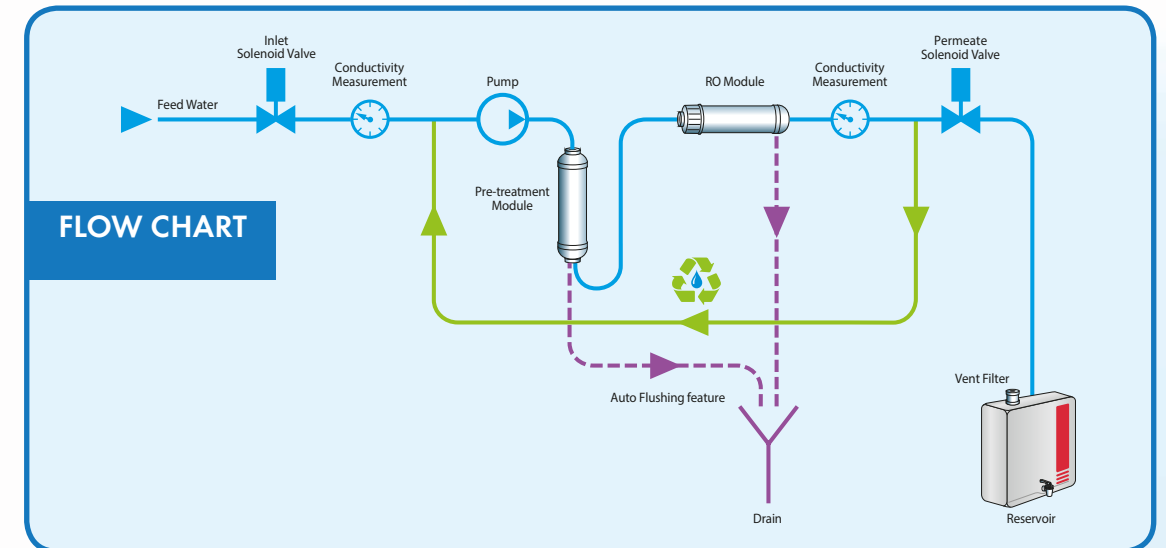 Inlet
Solenoid Valve
Feed Water
Conductivity
Measurement
Pump
Pre-treatment
Module
RO Module
Conductivity
Measurement
Permeate
Solenoid Valve
FLOW CHART
Auto Flushing feature
Drain
Vent Filter
Reservoir